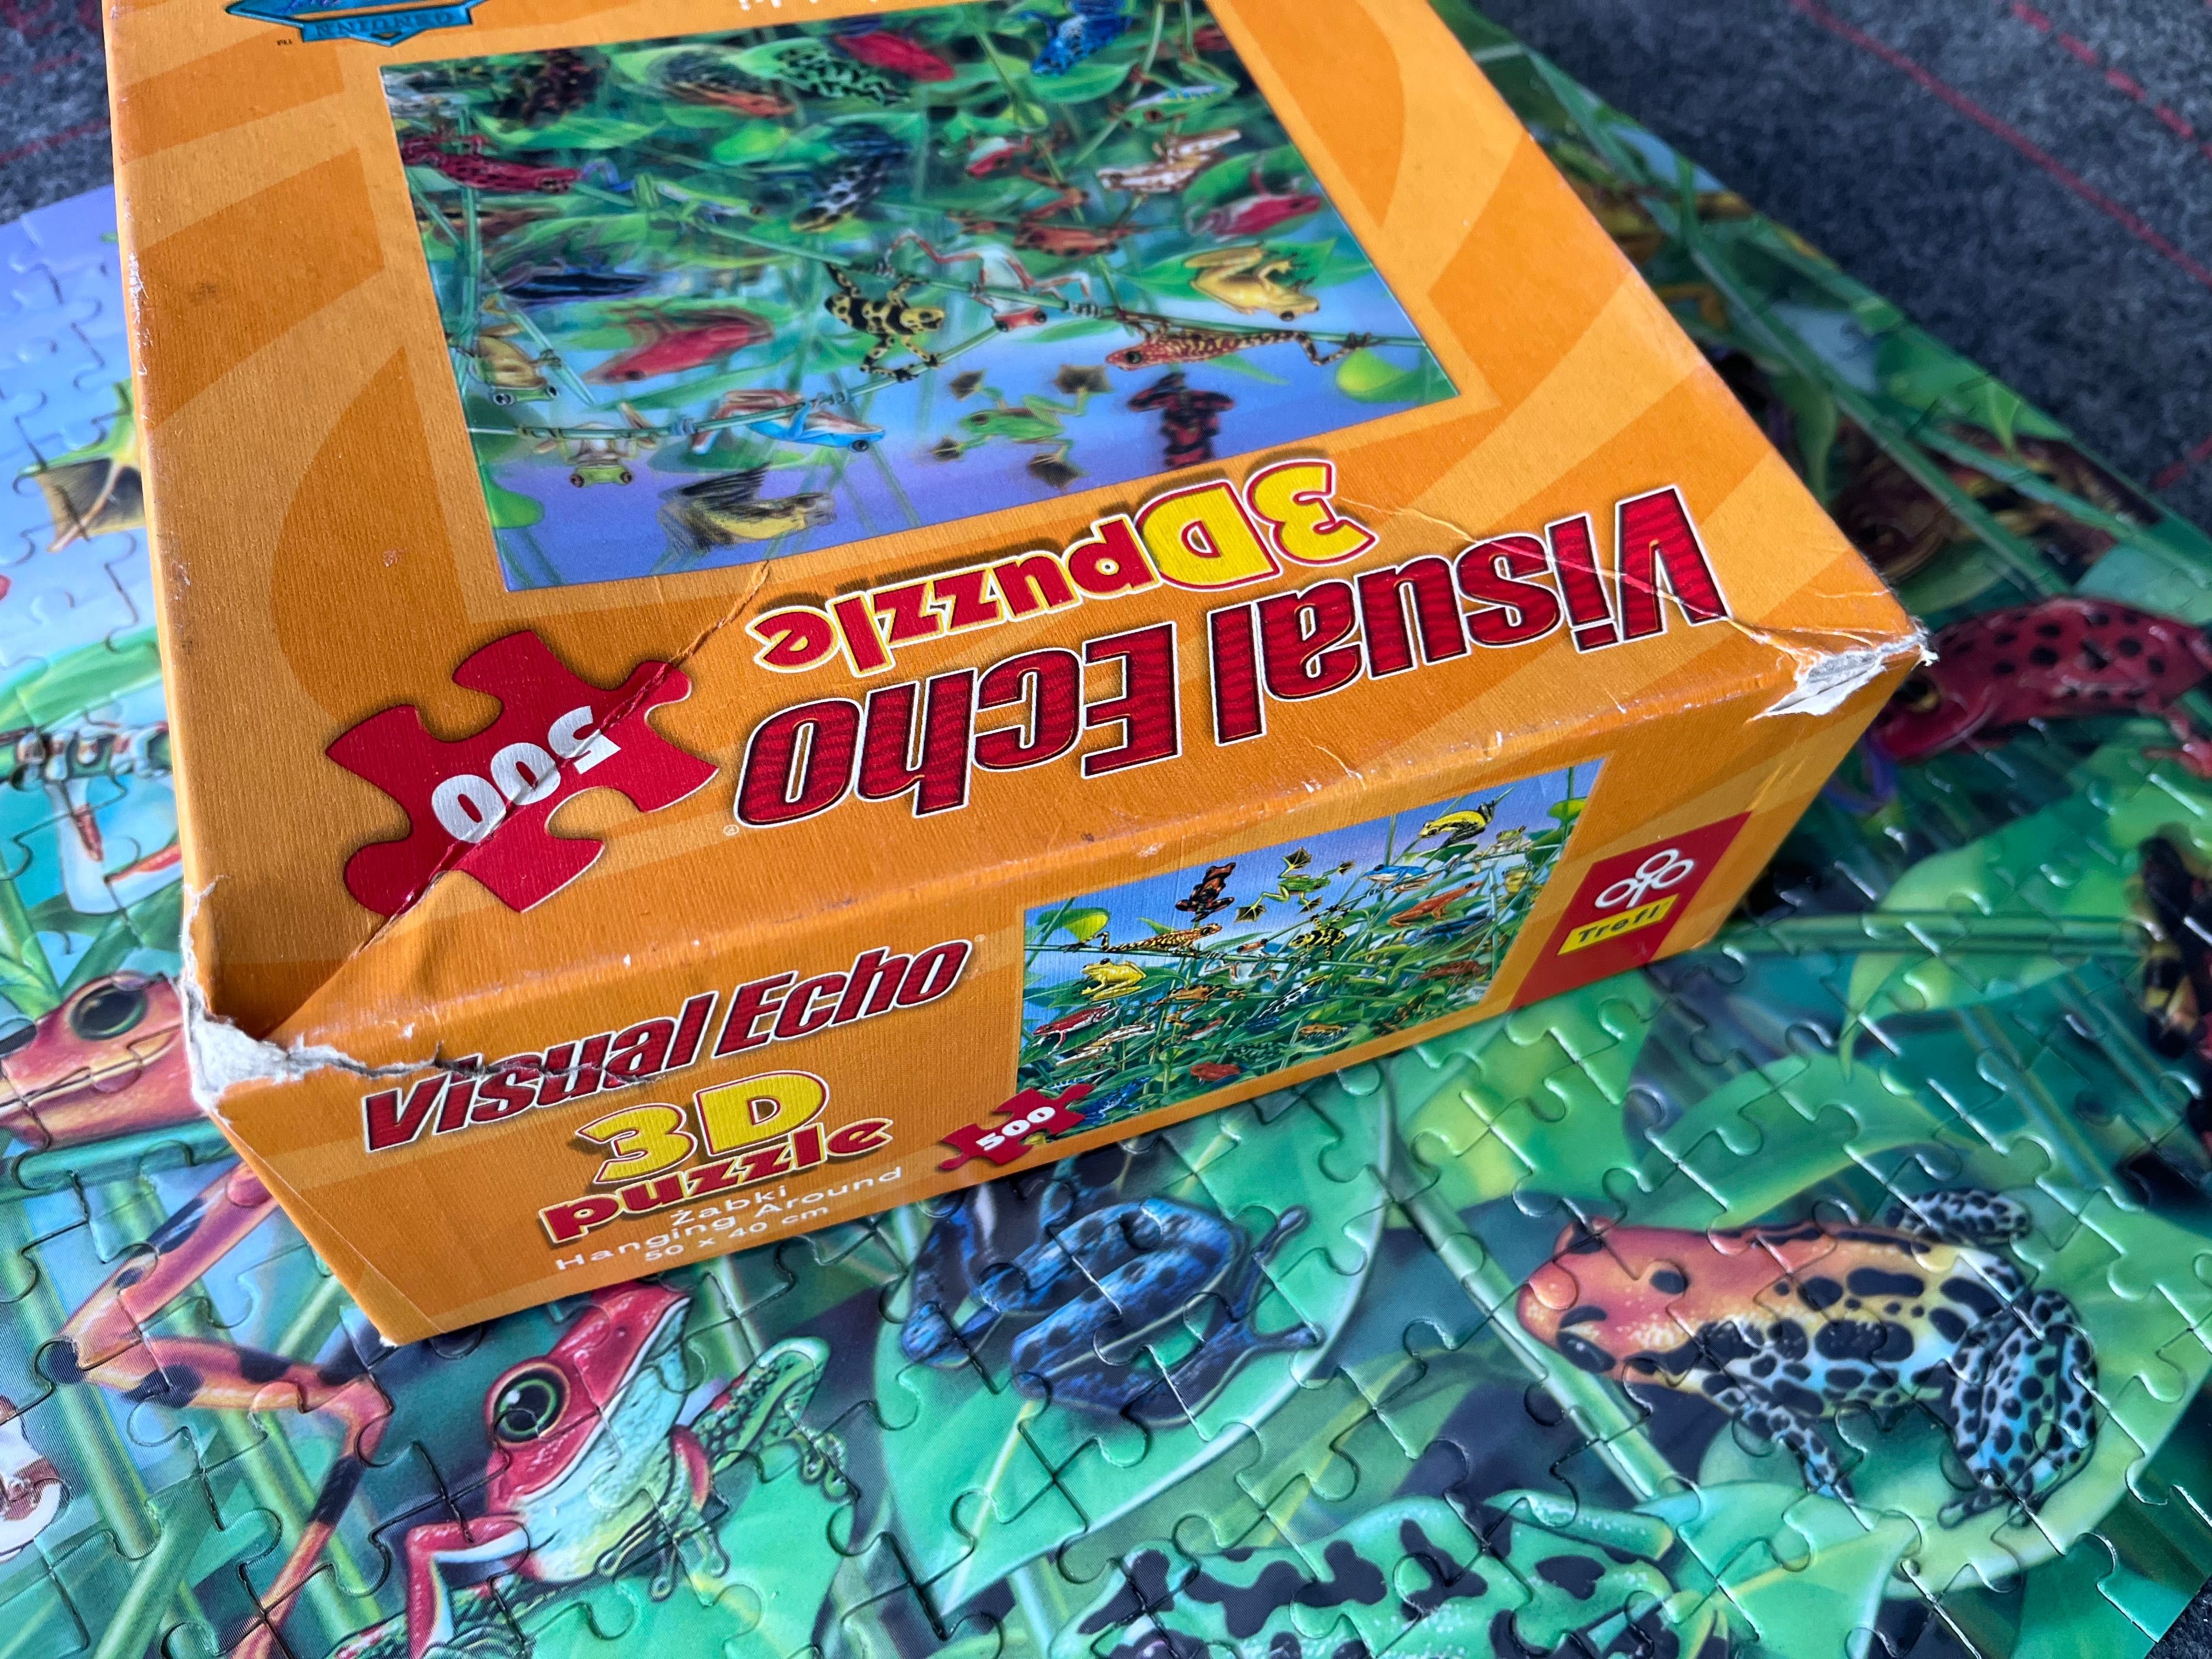 3D puzzle
Visual Echo
®
500
Visual Echo
3D
puzzle
Żabki
Hanging Around
50 x 40 cm
500
Trefl